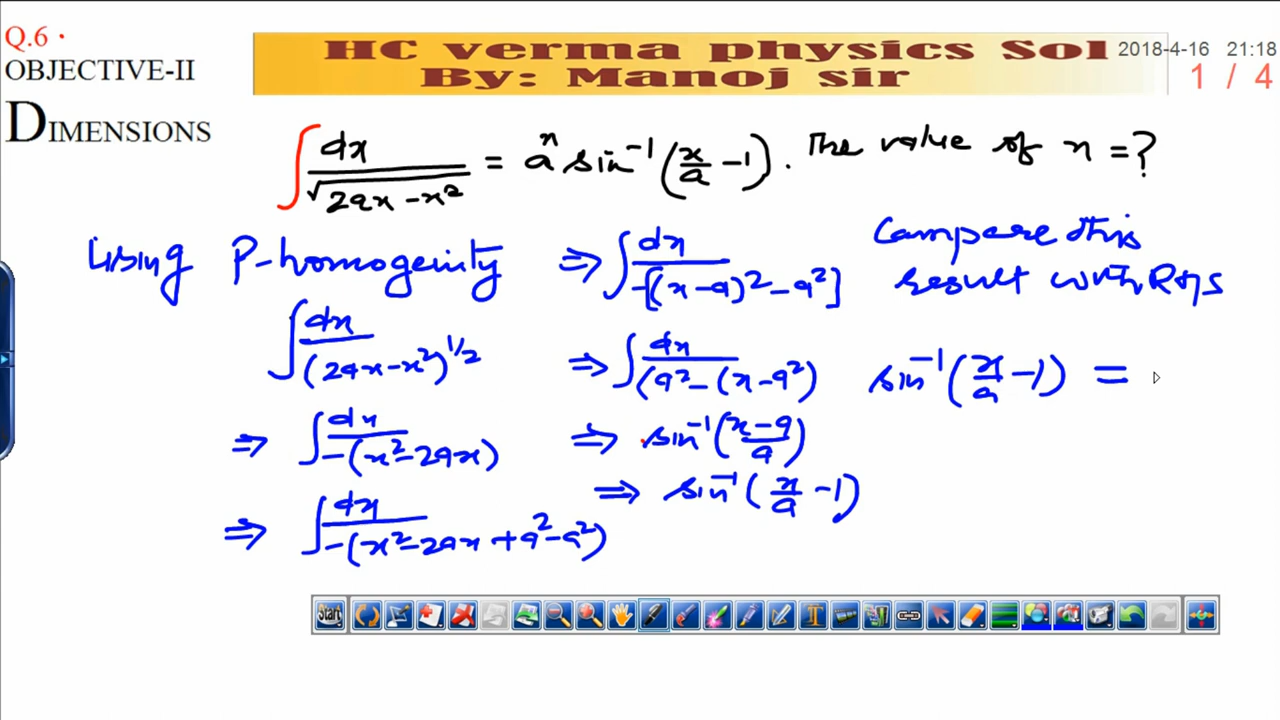 Q.6 ·
OBJECTIVE-II
DIMENSIONS
HC verma physics Sol
By: Manoj sir
2018-4-16 21:18
1 / 4
∫ dx / √(2ax - x²) = aⁿ sin⁻¹(x/a - 1). The value of n = ?
Using P-homogeinity
∫ dx / (2ax - x²)^1/2
⇒ ∫ dx / -(x² - 2ax)
⇒ ∫ dx / -(x² - 2ax + a² - a²)
⇒ ∫ dx / -[(x - a)² - a²]
⇒ ∫ dx / (a² - (x - a²)
⇒ sin⁻¹(x - a / a)
⇒ sin⁻¹(x/a - 1)
Compare this
result with RHS
sin⁻¹(x/a - 1) =
Start